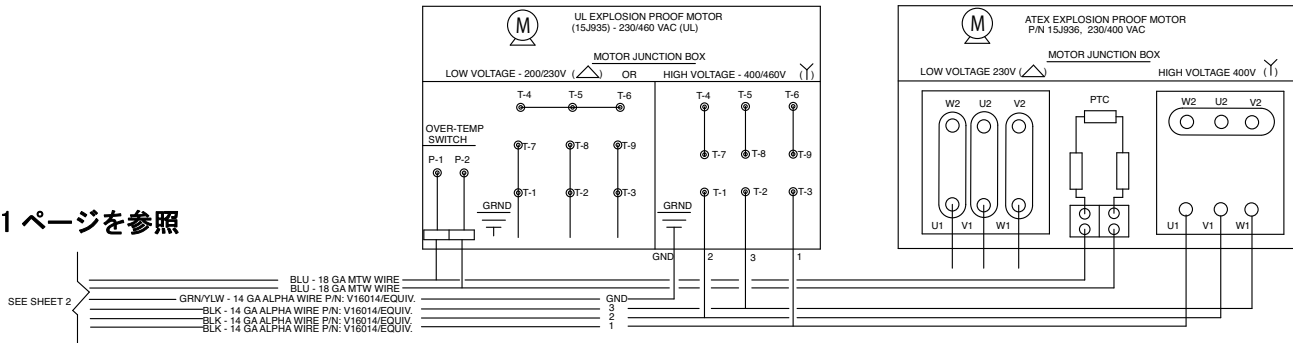 M
UL EXPLOSION PROOF MOTOR
(15J935) - 230/460 VAC (UL)
MOTOR JUNCTION BOX
LOW VOLTAGE - 200/230V ( ) OR HIGH VOLTAGE - 400/460V ( )
T-4 T-5 T-6
T-4 T-5 T-6
OVER-TEMP
SWITCH
P-1 P-2
T-7 T-8 T-9
T-7 T-8 T-9
T-1 T-2 T-3
T-1 T-2 T-3
GRND
GRND
GND 2 3 1
M
ATEX EXPLOSION PROOF MOTOR
P/N 15J936, 230/400 VAC
MOTOR JUNCTION BOX
LOW VOLTAGE 230V ( ) HIGH VOLTAGE 400V ( )
W2 U2 V2
PTC
W2 U2 V2
U1 V1 W1
U1 V1 W1
1 ページを参照
SEE SHEET 2
BLU - 18 GA MTW WIRE
BLU - 18 GA MTW WIRE
GRN/YLW - 14 GA ALPHA WIRE P/N: V16014/EQUIV. GND
BLK - 14 GA ALPHA WIRE P/N: V16014/EQUIV. 3
BLK - 14 GA ALPHA WIRE P/N: V16014/EQUIV. 2
BLK - 14 GA ALPHA WIRE P/N: V16014/EQUIV. 1